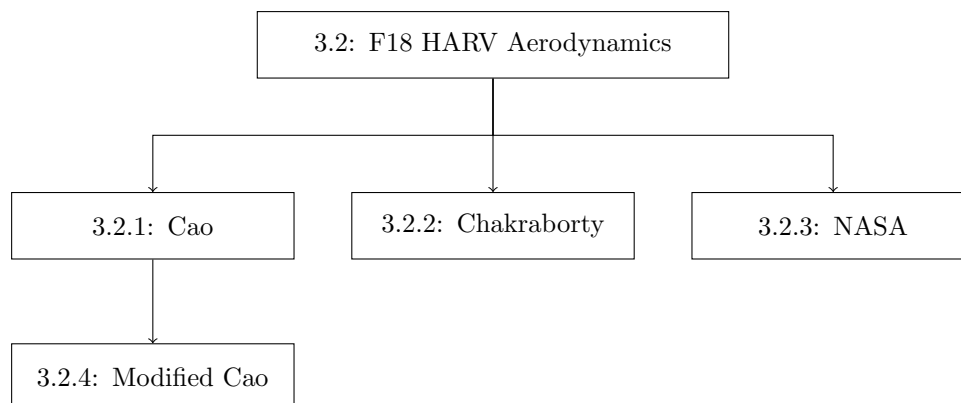 3.2: F18 HARV Aerodynamics
3.2.1: Cao
3.2.2: Chakraborty
3.2.3: NASA
3.2.4: Modified Cao